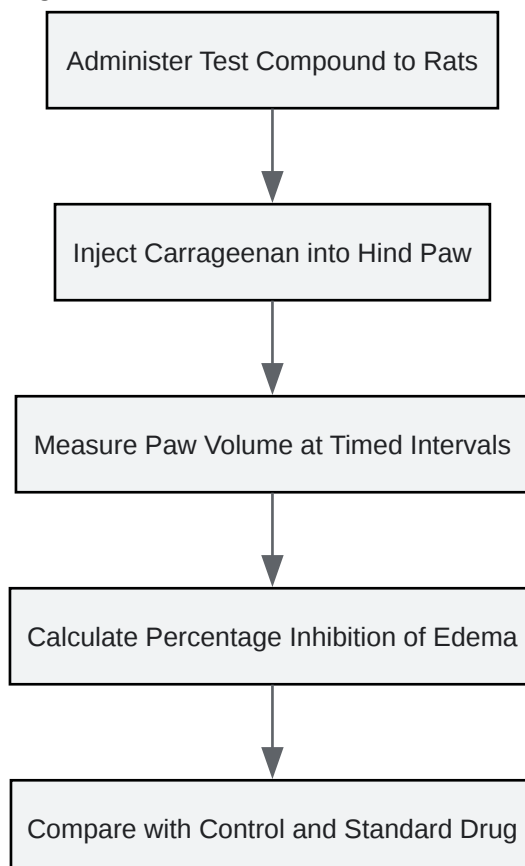 Administer Test Compound to Rats
Inject Carrageenan into Hind Paw
Measure Paw Volume at Timed Intervals
Calculate Percentage Inhibition of Edema
Compare with Control and Standard Drug